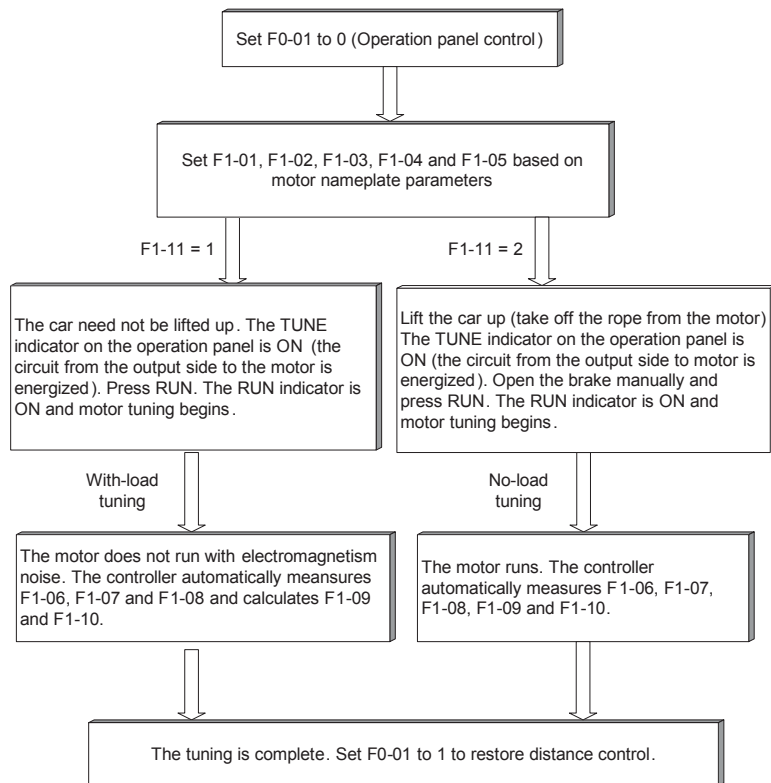 Set F0-01 to 0 (Operation panel control)
Set F1-01, F1-02, F1-03, F1-04 and F1-05 based on
motor nameplate parameters
F1-11 = 1
F1-11 = 2
The car need not be lifted up. The TUNE
indicator on the operation panel is ON (the
circuit from the output side to the motor is
energized). Press RUN. The RUN indicator is
ON and motor tuning begins.
Lift the car up (take off the rope from the motor)
The TUNE indicator on the operation panel is
ON (the circuit from the output side to motor is
energized). Open the brake manually and
press RUN. The RUN indicator is ON and
motor tuning begins.
With-load
tuning
No-load
tuning
The motor does not run with electromagnetism
noise. The controller automatically meansures
F1-06, F1-07 and F1-08 and calculates F1-09
and F1-10.
The motor runs. The controller
automatically measures F1-06, F1-07,
F1-08, F1-09 and F1-10.
The tuning is complete. Set F0-01 to 1 to restore distance control.